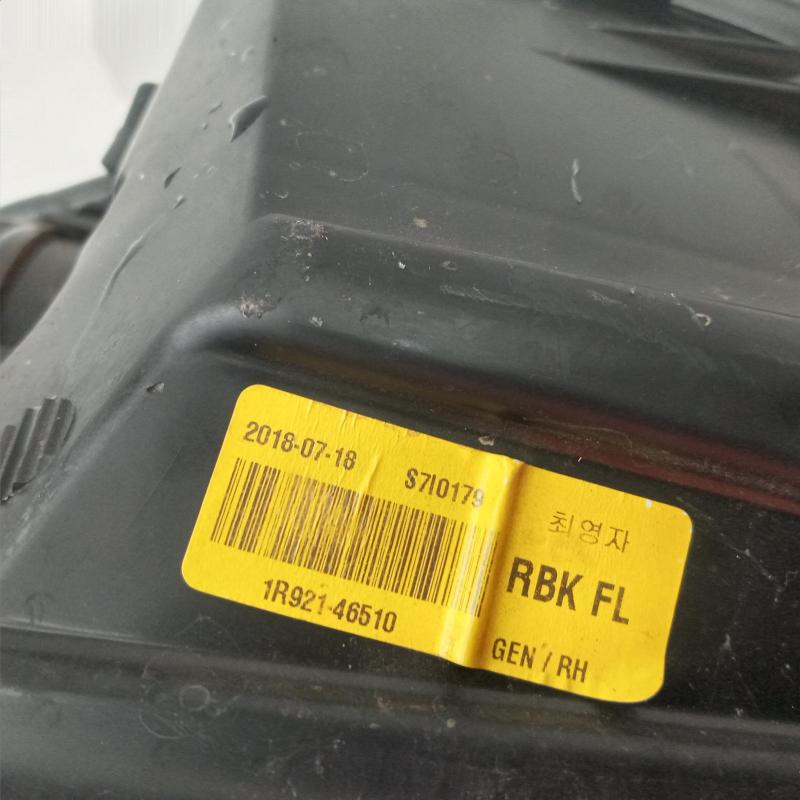 2018-07-18 S7I0179
1R921-46510
최영자
RBK FL
GEN / RH